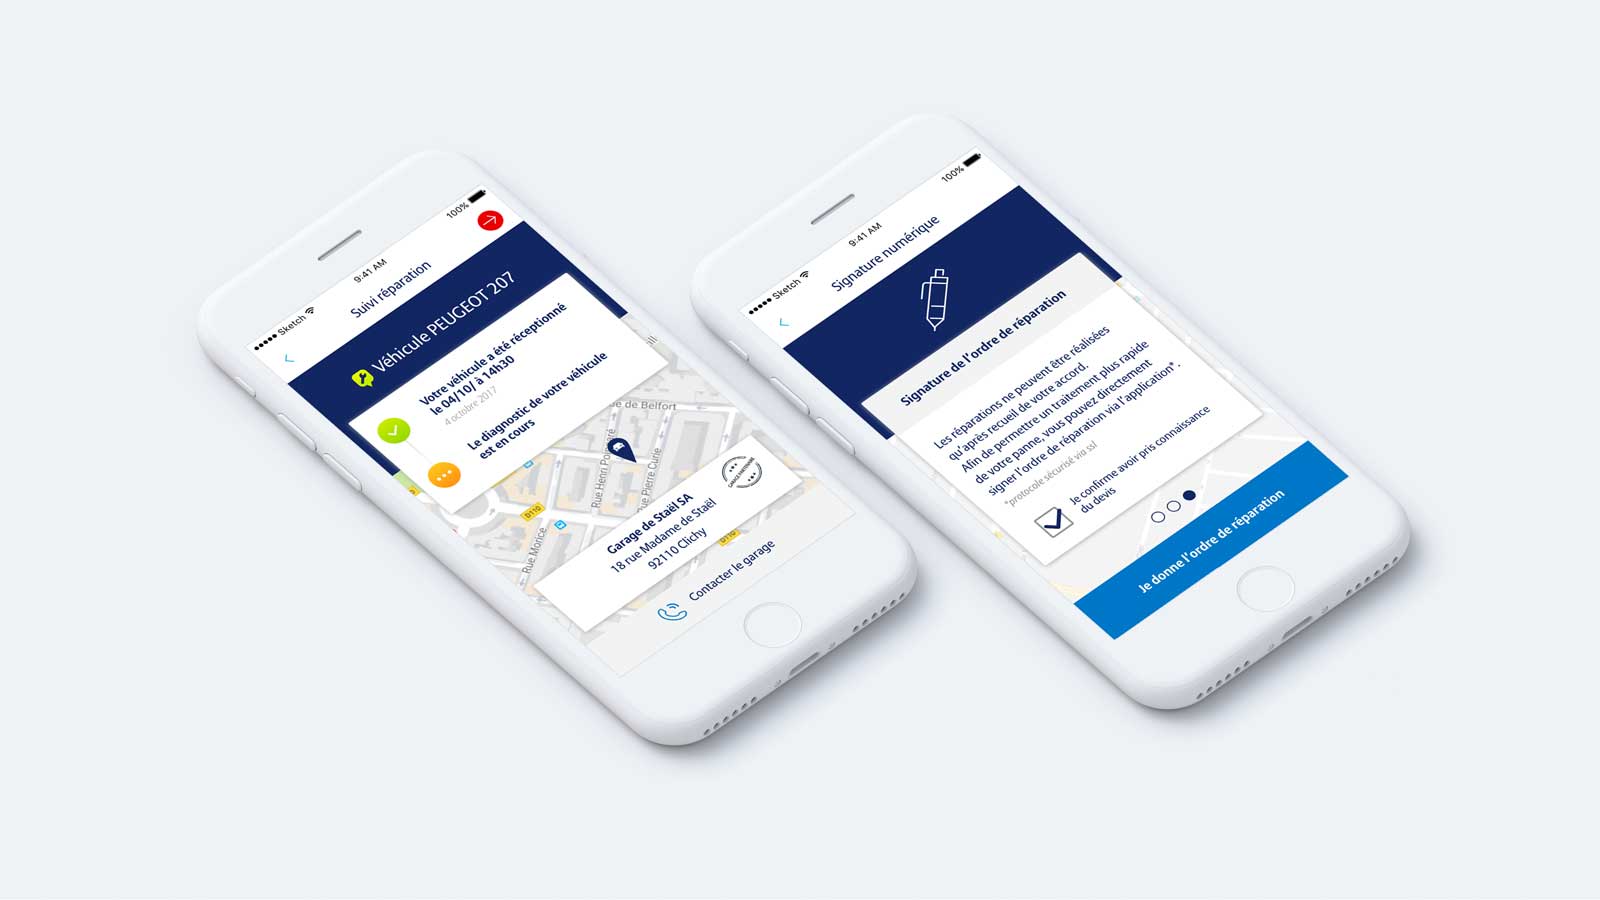 Sketch
9:41 AM
100%
Suivi réparation
Véhicule PEUGEOT 207
Votre véhicule a été réceptionné
le 04/10/ à 14h30
4 octobre 2017
Le diagnostic de votre véhicule
est en cours
ue de Belfort
Rue Henri Poincaré
Rue Pierre Curie
Rue Morice
D110
D110
Garage de Staël SA
18 rue Madame de Staël
92110 Clichy
Contacter le garage
Sketch
9:41 AM
100%
Signature numérique
Signature de l'ordre de réparation
Les réparations ne peuvent être réalisées
qu'après recueil de votre accord.
Afin de permettre un traitement plus rapide
de votre panne, vous pouvez directement
signer l'ordre de réparation via l'application*.
*protocole sécurisé via ssl
Je confirme avoir pris connaissance
du devis
Je donne l'ordre de réparation